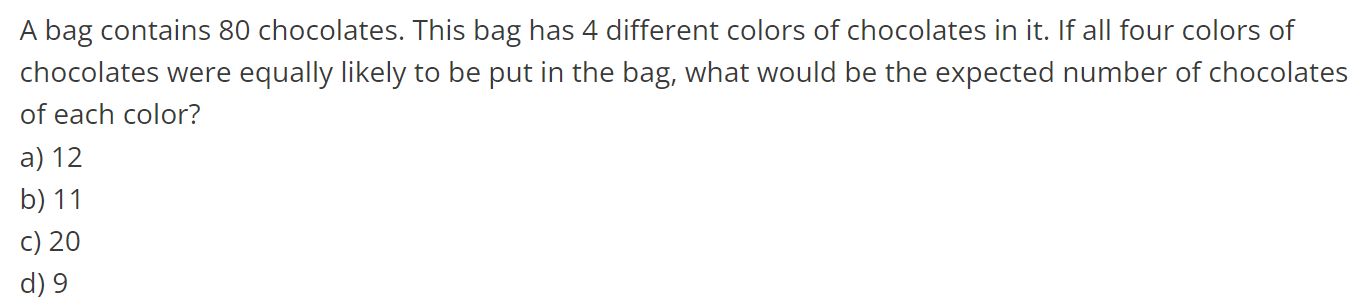 A bag contains 80 chocolates. This bag has 4 different colors of chocolates in it. If all four colors of
chocolates were equally likely to be put in the bag, what would be the expected number of chocolates
of each color?
a) 12
b) 11
c) 20
d) 9